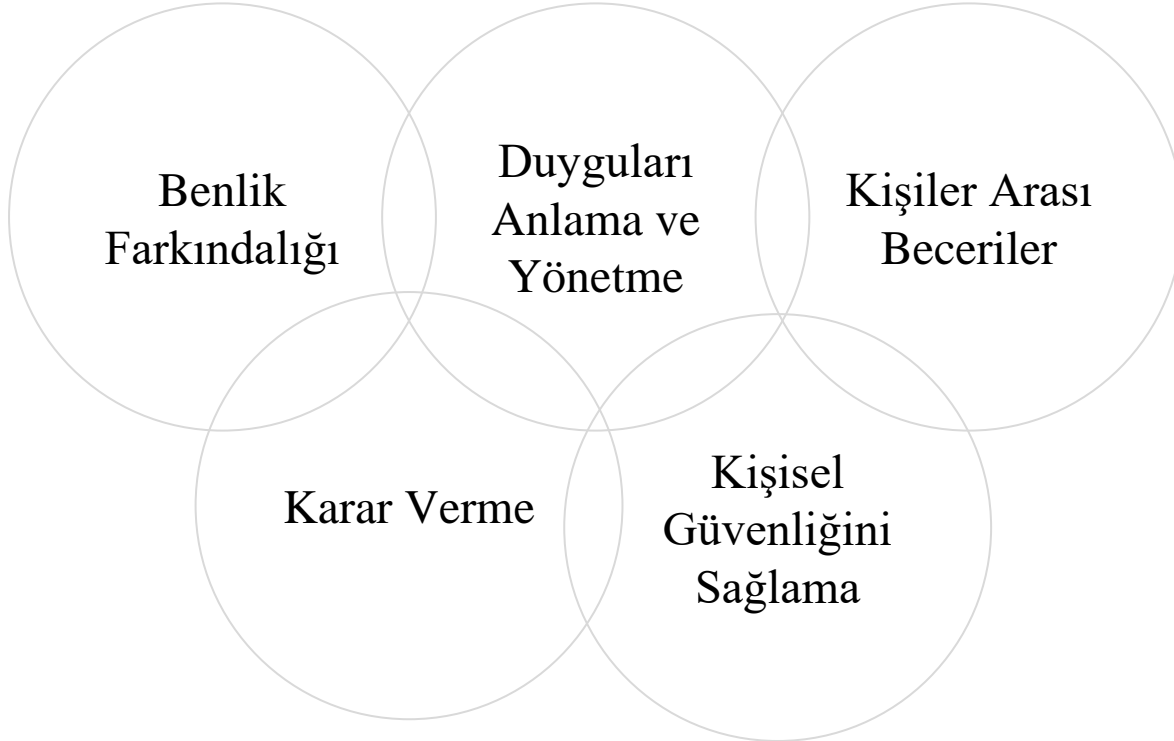 Benlik
Farkındalığı
Duyguları
Anlama ve
Yönetme
Kişiler Arası
Beceriler
Karar Verme
Kişisel
Güvenliğini
Sağlama